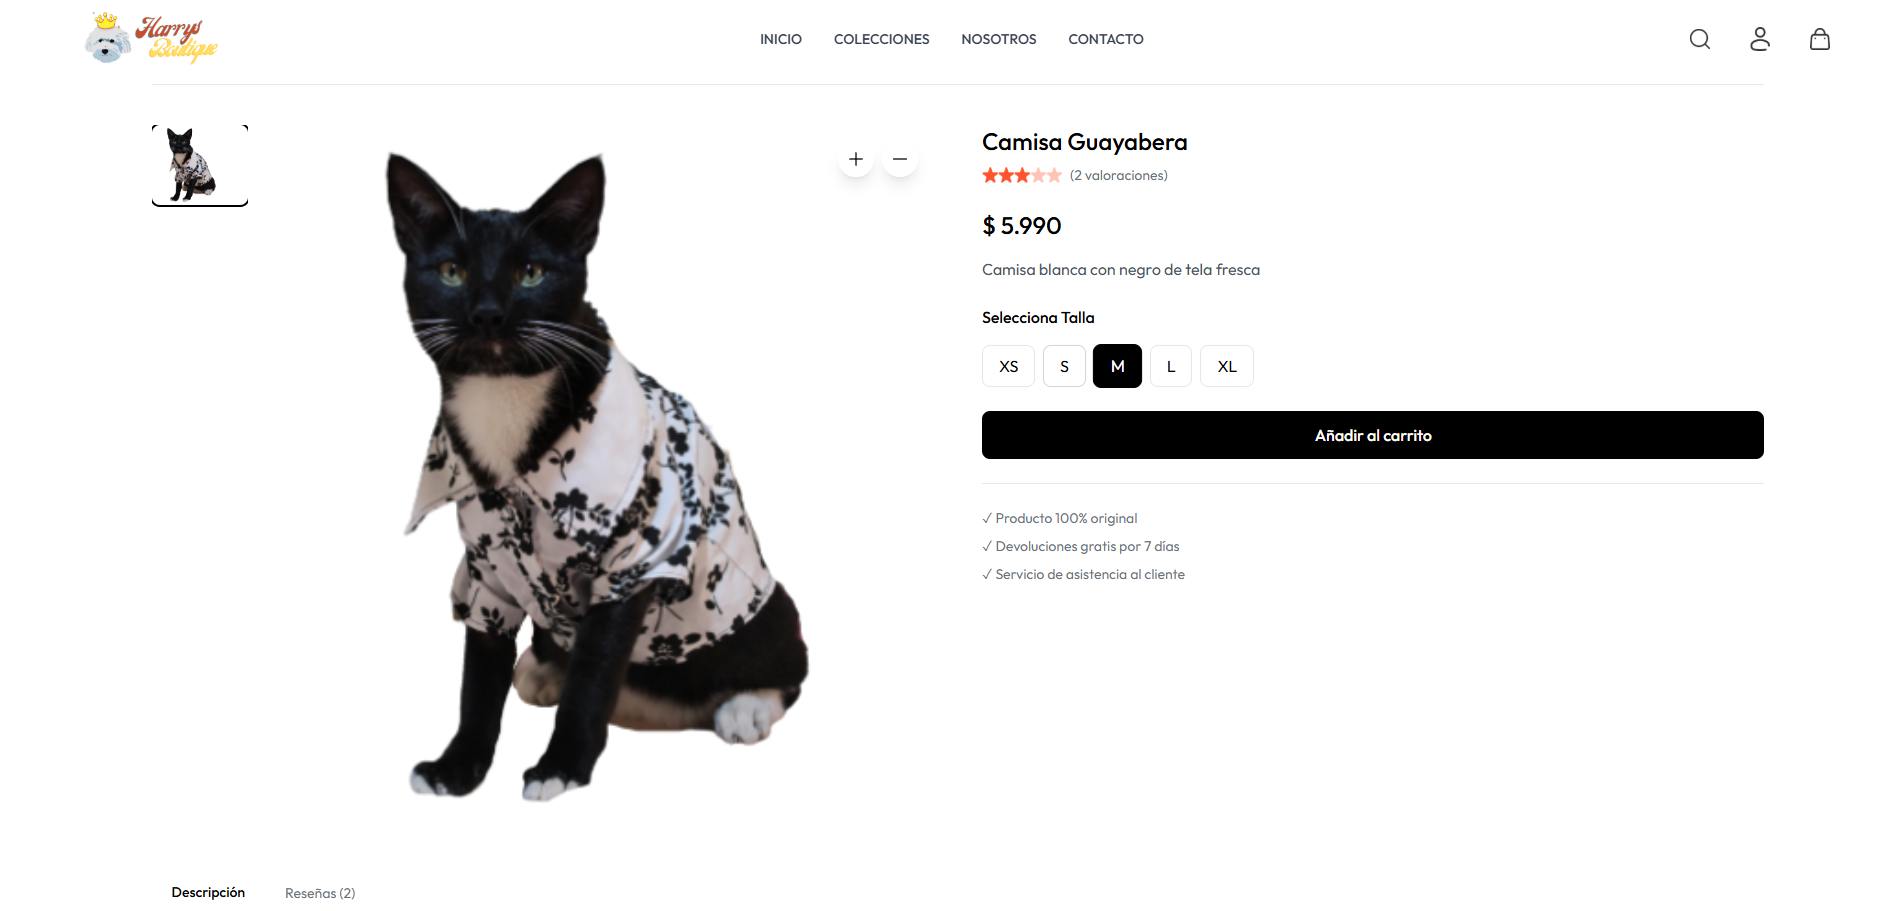 Harrys
Boutique
INICIO
COLECCIONES
NOSOTROS
CONTACTO
Camisa Guayabera
(2 valoraciones)
$ 5.990
Camisa blanca con negro de tela fresca
Selecciona Talla
XS
S
M
L
XL
Añadir al carrito
✓ Producto 100% original
✓ Devoluciones gratis por 7 días
✓ Servicio de asistencia al cliente
Descripción
Reseñas (2)